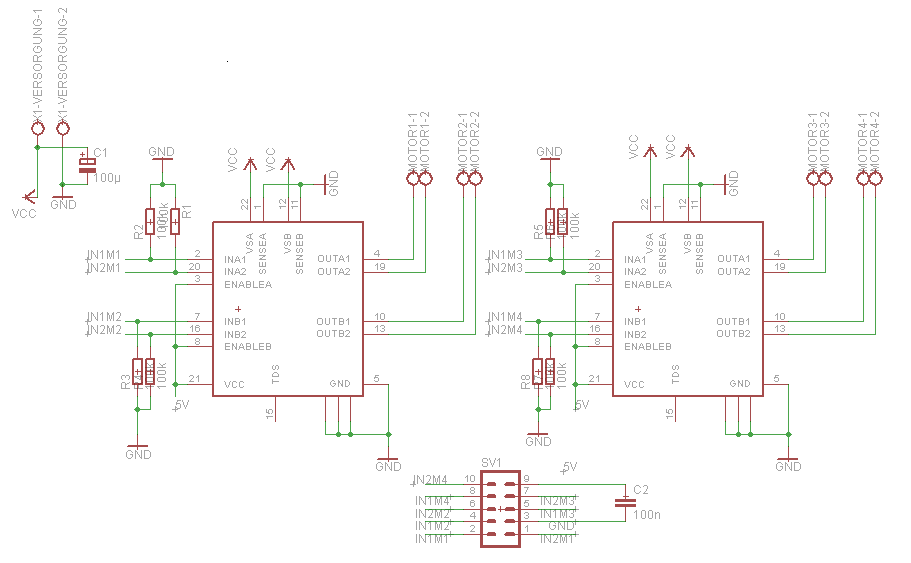 X1-VERSORGUNG-1
X1-VERSORGUNG-2
C1
100µ
VCC
GND
GND
R2
100k
R1
100k
VCC
VCC
GND
MOTOR1-1
MOTOR1-2
MOTOR2-1
MOTOR2-2
22
1
12
11
VSA
SENSEA
VSB
SENSEB
IN1M1
2
INA1
OUTA1
4
IN2M1
20
INA2
OUTA2
19
3
ENABLEA
IN1M2
7
INB1
OUTB1
10
IN2M2
16
INB2
OUTB2
13
8
ENABLEB
R3
R4
100k
21
VCC
TDS
GND
5
5V
15
GND
GND
GND
R5
R6
100k
100k
VCC
VCC
GND
MOTOR3-1
MOTOR3-2
MOTOR4-1
MOTOR4-2
22
1
12
11
VSA
SENSEA
VSB
SENSEB
IN1M3
2
INA1
OUTA1
4
IN2M3
20
INA2
OUTA2
19
3
ENABLEA
IN1M4
7
INB1
OUTB1
10
IN2M4
16
INB2
OUTB2
13
8
ENABLEB
R8
R7
100k
21
VCC
TDS
GND
5
5V
15
GND
GND
SV1
5V
IN2M4
10
9
C2
IN1M4
8
7
IN2M3
100n
IN2M2
6
5
IN1M3
IN1M2
4
3
GND
IN1M1
2
1
IN2M1